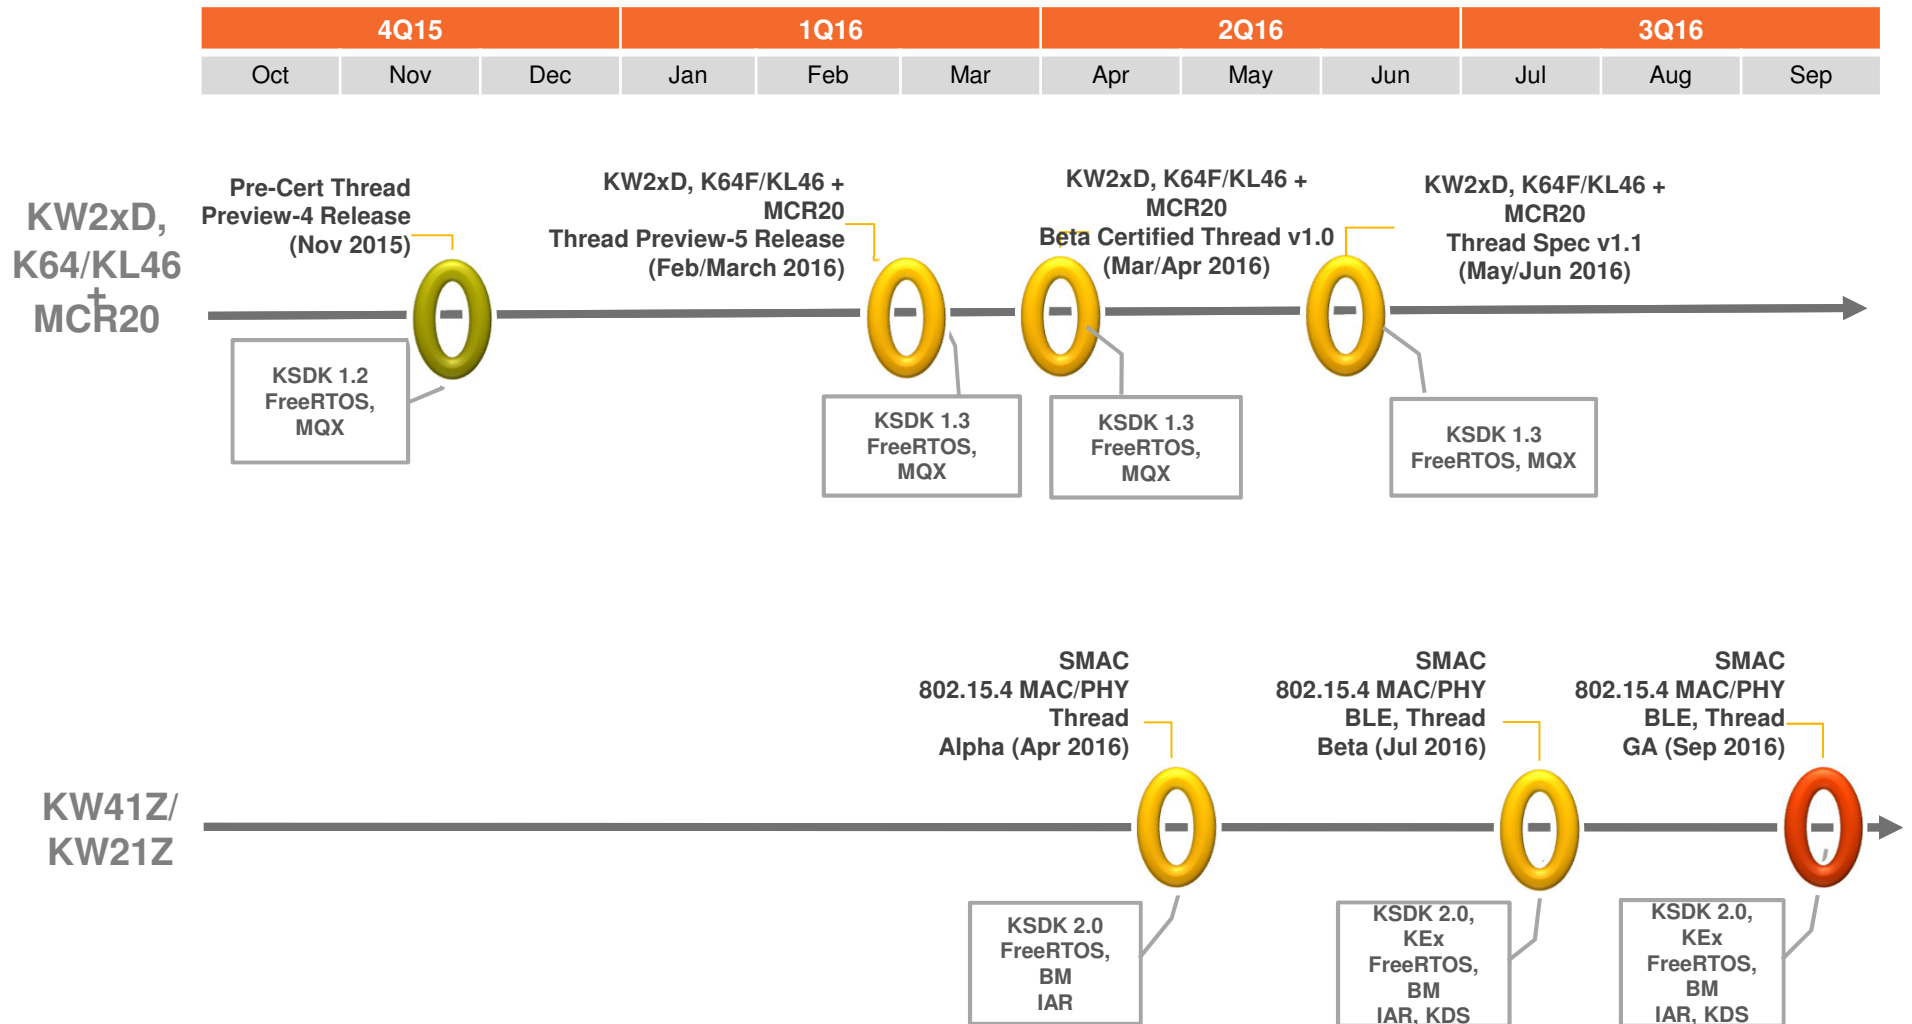 4Q15
1Q16
2Q16
3Q16
Oct
Nov
Dec
Jan
Feb
Mar
Apr
May
Jun
Jul
Aug
Sep
KW2xD,
K64/KL46
+
MCR20
Pre-Cert Thread
Preview-4 Release
(Nov 2015)
KW2xD, K64F/KL46 +
MCR20
Thread Preview-5 Release
(Feb/March 2016)
KW2xD, K64F/KL46 +
MCR20
Beta Certified Thread v1.0
(Mar/Apr 2016)
KW2xD, K64F/KL46 +
MCR20
Thread Spec v1.1
(May/Jun 2016)
KSDK 1.2
FreeRTOS,
MQX
KSDK 1.3
FreeRTOS,
MQX
KSDK 1.3
FreeRTOS,
MQX
KSDK 1.3
FreeRTOS, MQX
KW41Z/
KW21Z
SMAC
802.15.4 MAC/PHY
Thread
Alpha (Apr 2016)
SMAC
802.15.4 MAC/PHY
BLE, Thread
Beta (Jul 2016)
SMAC
802.15.4 MAC/PHY
BLE, Thread
GA (Sep 2016)
KSDK 2.0
FreeRTOS,
BM
IAR
KSDK 2.0,
KEx
FreeRTOS,
BM
IAR, KDS
KSDK 2.0,
KEx
FreeRTOS,
BM
IAR, KDS